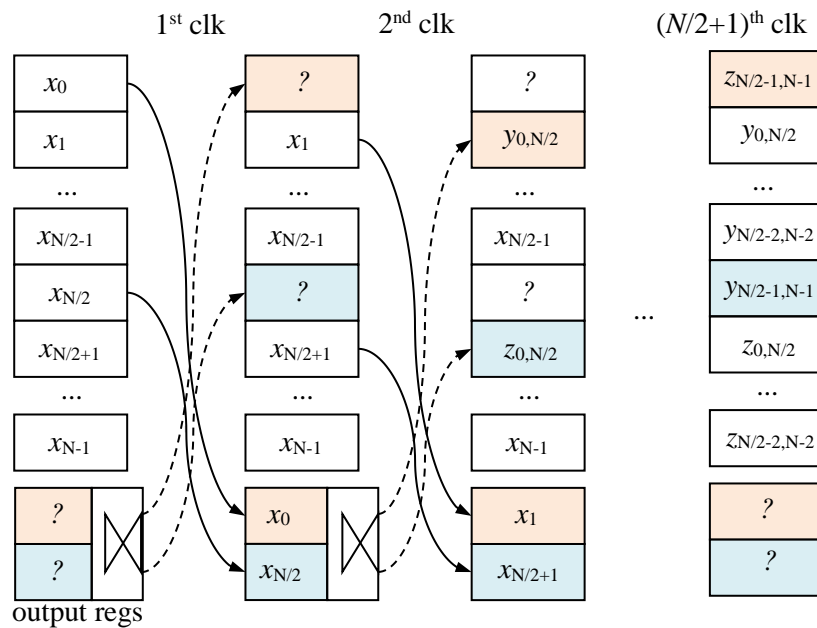 1st clk 2nd clk (N/2+1)th clk
x0 ? ? zN/2-1,N-1
x1 x1 y0,N/2 y0,N/2
... ... ... ...
xN/2-1 xN/2-1 xN/2-1 yN/2-2,N-2
xN/2 ? ? yN/2-1,N-1
...
xN/2+1 xN/2+1 z0,N/2 z0,N/2
... ... ... ...
xN-1 xN-1 xN-1 zN/2-2,N-2
? x0 x1 ?
? xN/2 xN/2+1 ?
output regs